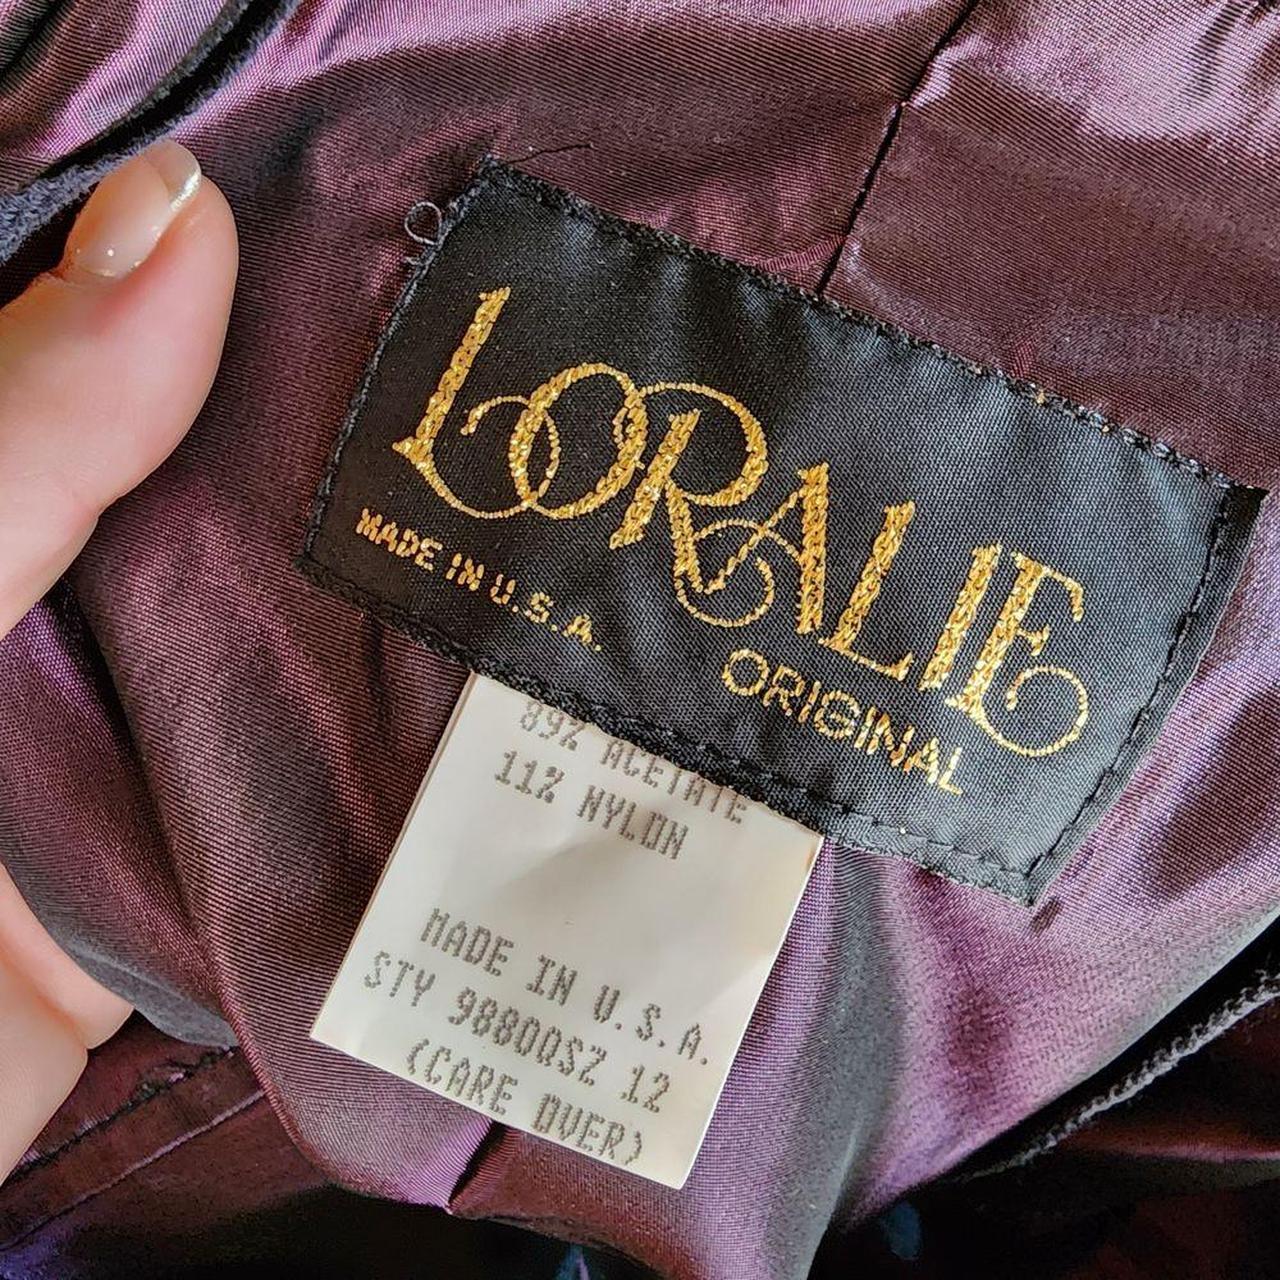 LORALIE
MADE IN U.S.A.
ORIGINAL
89% ACETATE
11% NYLON
MADE IN U.S.A.
STY 9880QSZ 12
(CARE OVER)